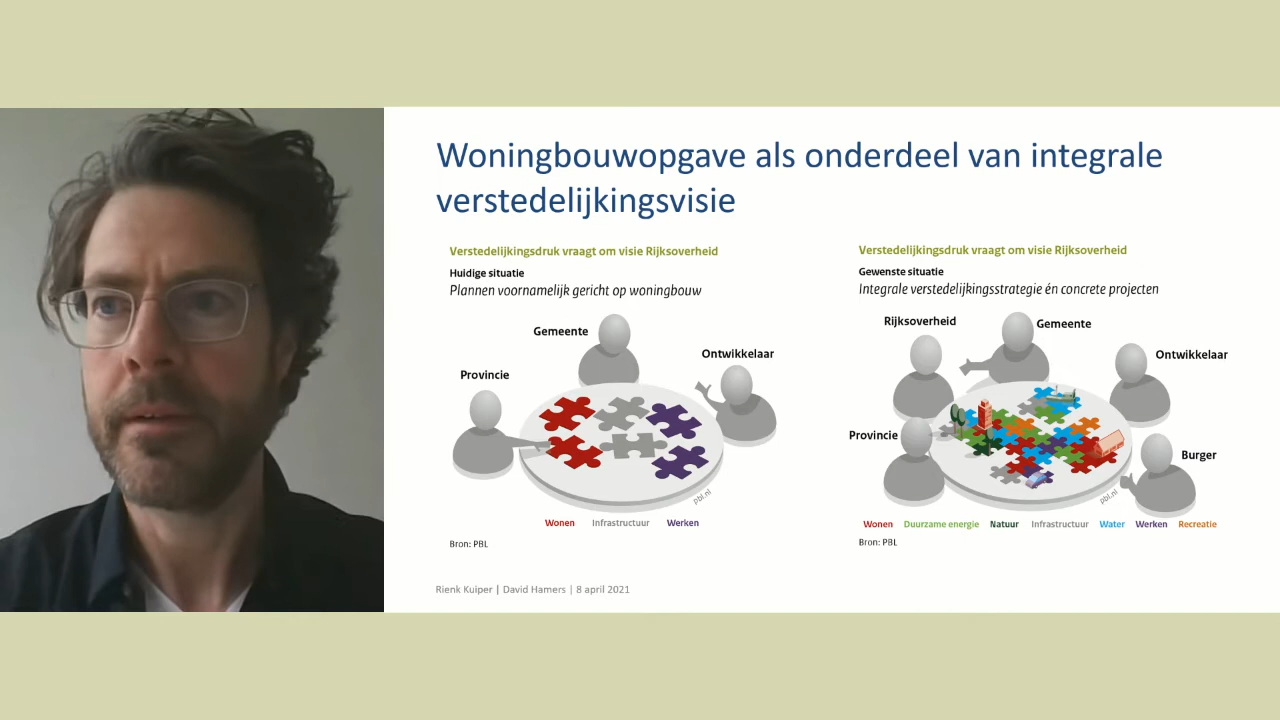 Woningbouwopgave als onderdeel van integrale
verstedelijkingsvisie
Verstedelijkingsdruk vraagt om visie Rijksoverheid
Huidige situatie
Plannen voornamelijk gericht op woningbouw
Gemeente
Ontwikkelaar
Provincie
pbl.nl
Wonen Infrastructuur Werken
Bron: PBL
Verstedelijkingsdruk vraagt om visie Rijksoverheid
Gewenste situatie
Integrale verstedelijkingsstrategie én concrete projecten
Rijksoverheid
Gemeente
Ontwikkelaar
Provincie
Burger
pbl.nl
Wonen Duurzame energie Natuur Infrastructuur Water Werken Recreatie
Bron: PBL
Rienk Kuiper | David Hamers | 8 april 2021